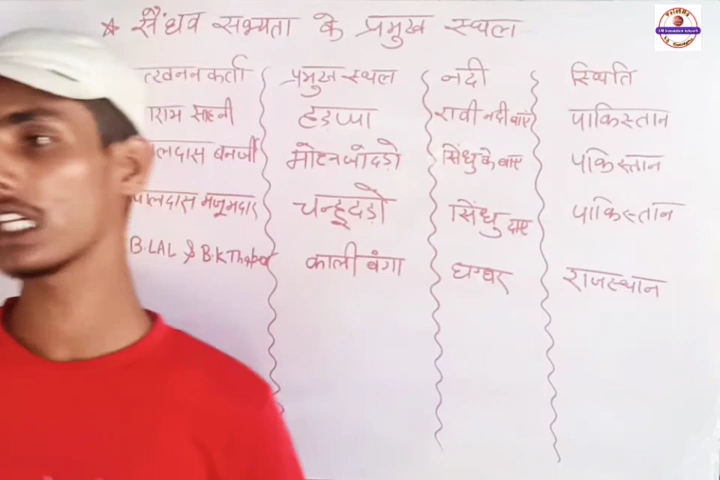 ★ सैंधव सभ्यता के प्रमुख स्थल
त्खनन कर्ता प्रमुख स्थल नदी स्थिति
राम साहनी हड़प्पा रावी नदी बाएं पाकिस्तान
लदास बनर्जी मोहनजोदड़ो सिंधु के बाएं पकिस्तान
पालदास मजूमदार चन्हूदड़ो सिंधु दाएं पाकिस्तान
B.LAL & B.K Thapar कालीबंगा घग्घर राजस्थान